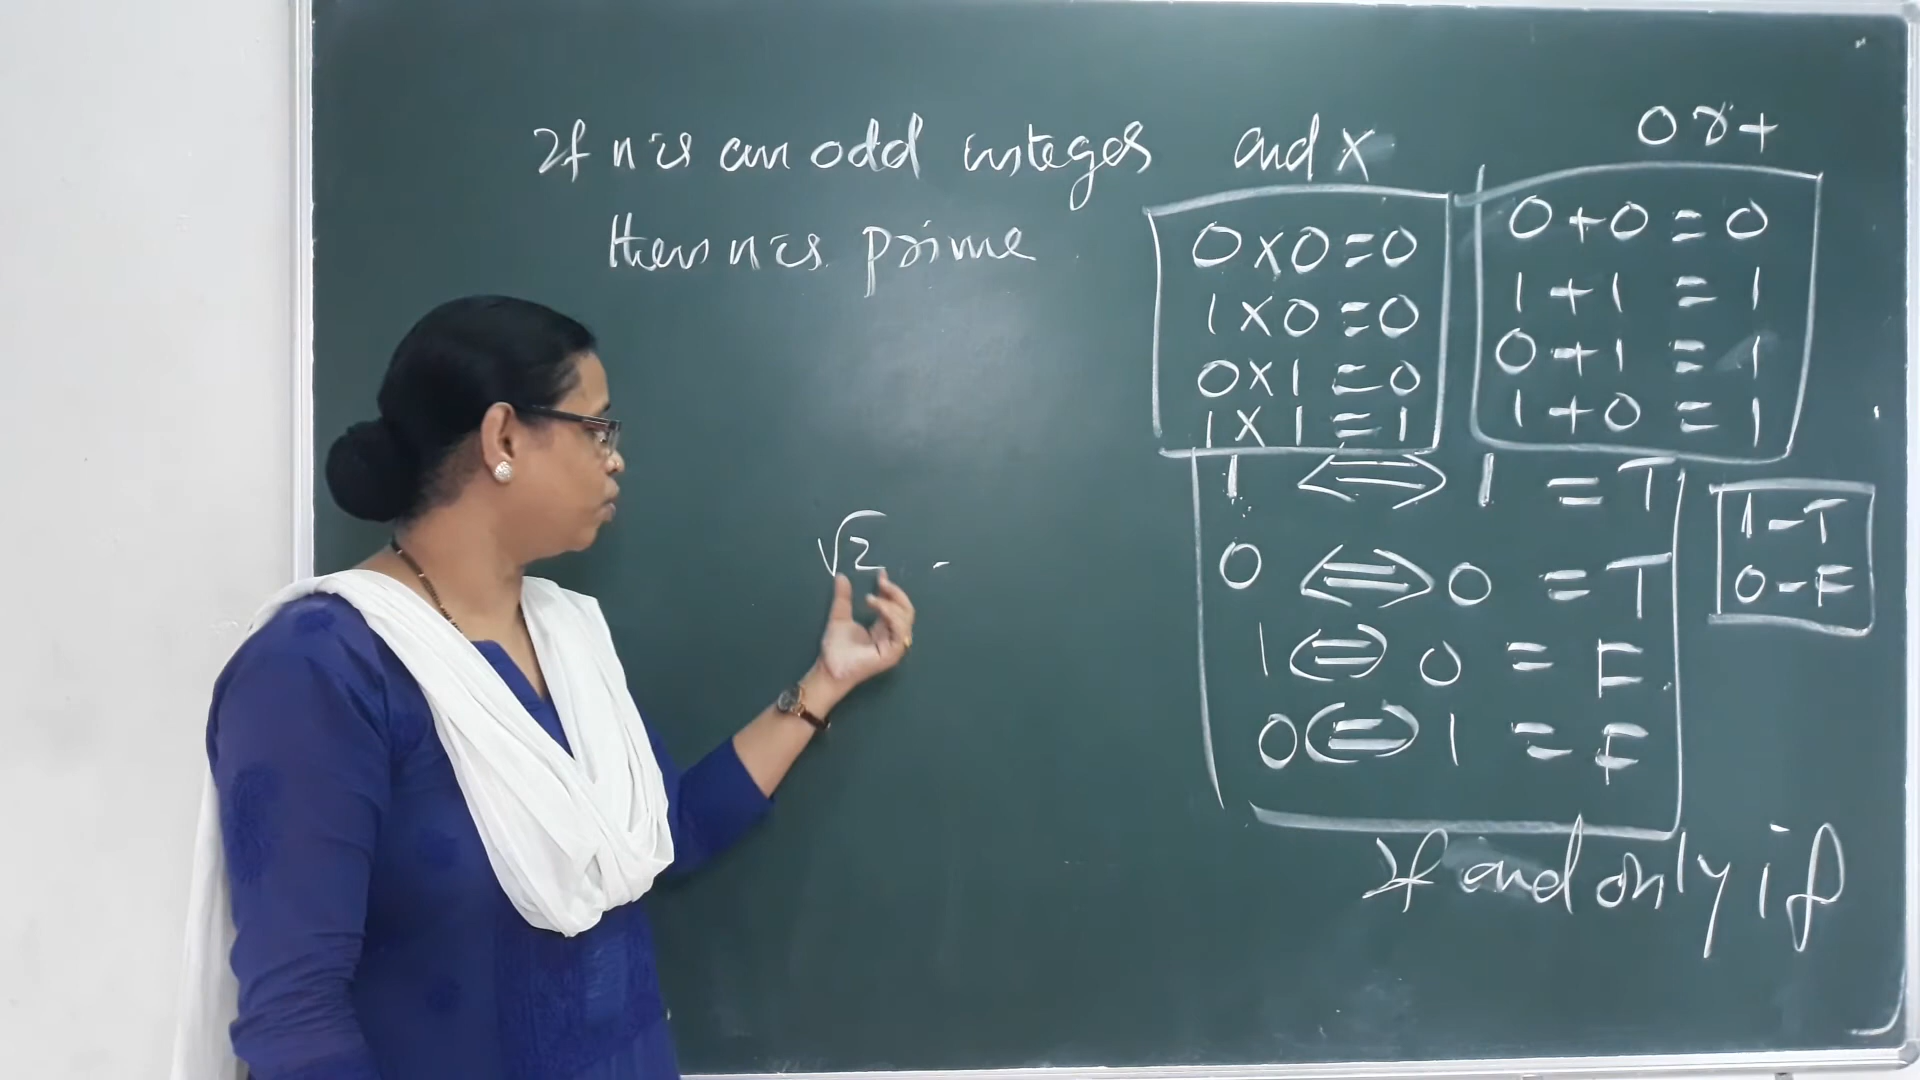 If n is an odd integer
then n is prime
and X
0 X 0 = 0
1 X 0 = 0
0 X 1 = 0
1 X 1 = 1
or +
0 + 0 = 0
1 + 1 = 1
0 + 1 = 1
1 + 0 = 1
1 ⟺ 1 = T
0 ⟺ 0 = T
1 ⟺ 0 = F
0 ⟺ 1 = F
1 - T
0 - F
If and only if
√2 -